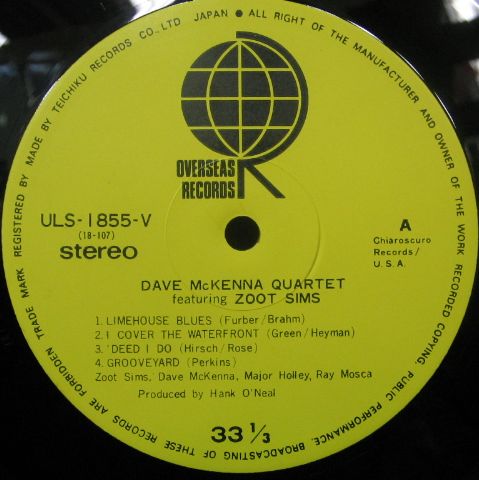 TRADE MARK REGISTERED BY MADE BY TEICHIKU RECORDS CO., LTD JAPAN • ALL RIGHT OF THE MANUFACTURER AND OWNER OF THE WORK RECORDED COPYING, PUBLIC PERFORMANCE, BROADCASTING OF THESE RECORDS ARE FORBIDDEN
OVERSEAS
RECORDS
R
ULS-1855-V
(18-107)
stereo
A
Chiaroscuro
Records/
U.S.A.
DAVE McKENNA QUARTET
featuring ZOOT SIMS
1. LIMEHOUSE BLUES (Furber/Brahm)
2. I COVER THE WATERFRONT (Green/Heyman)
3. 'DEED I DO (Hirsch/Rose)
4. GROOVEYARD (Perkins)
Zoot Sims, Dave McKenna, Major Holley, Ray Mosca
Produced by Hank O'Neal
33 1/3